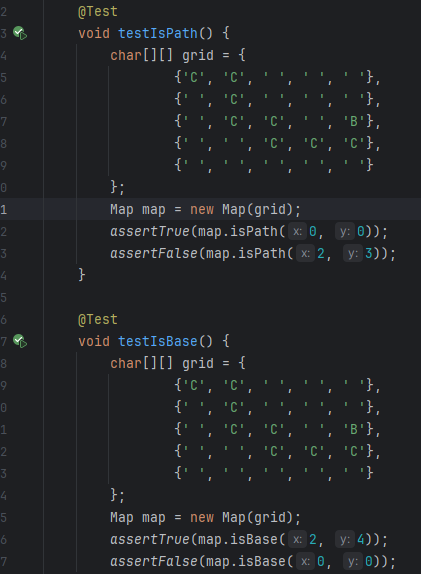 2 @Test
3 void testIsPath() {
4 char[][] grid = {
5 {'C', 'C', ' ', ' ', ' '},
6 {' ', 'C', ' ', ' ', ' '},
7 {' ', 'C', 'C', ' ', 'B'},
8 {' ', ' ', 'C', 'C', 'C'},
9 {' ', ' ', ' ', ' ', ' '}
0 };
1 Map map = new Map(grid);
2 assertTrue(map.isPath( x: 0, y: 0));
3 assertFalse(map.isPath( x: 2, y: 3));
4 }
5
6 @Test
7 void testIsBase() {
8 char[][] grid = {
9 {'C', 'C', ' ', ' ', ' '},
0 {' ', 'C', ' ', ' ', ' '},
1 {' ', 'C', 'C', ' ', 'B'},
2 {' ', ' ', 'C', 'C', 'C'},
3 {' ', ' ', ' ', ' ', ' '}
4 };
5 Map map = new Map(grid);
6 assertTrue(map.isBase( x: 2, y: 4));
7 assertFalse(map.isBase( x: 0, y: 0));